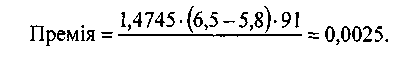 Премія = 1,4745·(6,5–5,8)·91 = 0,0025.